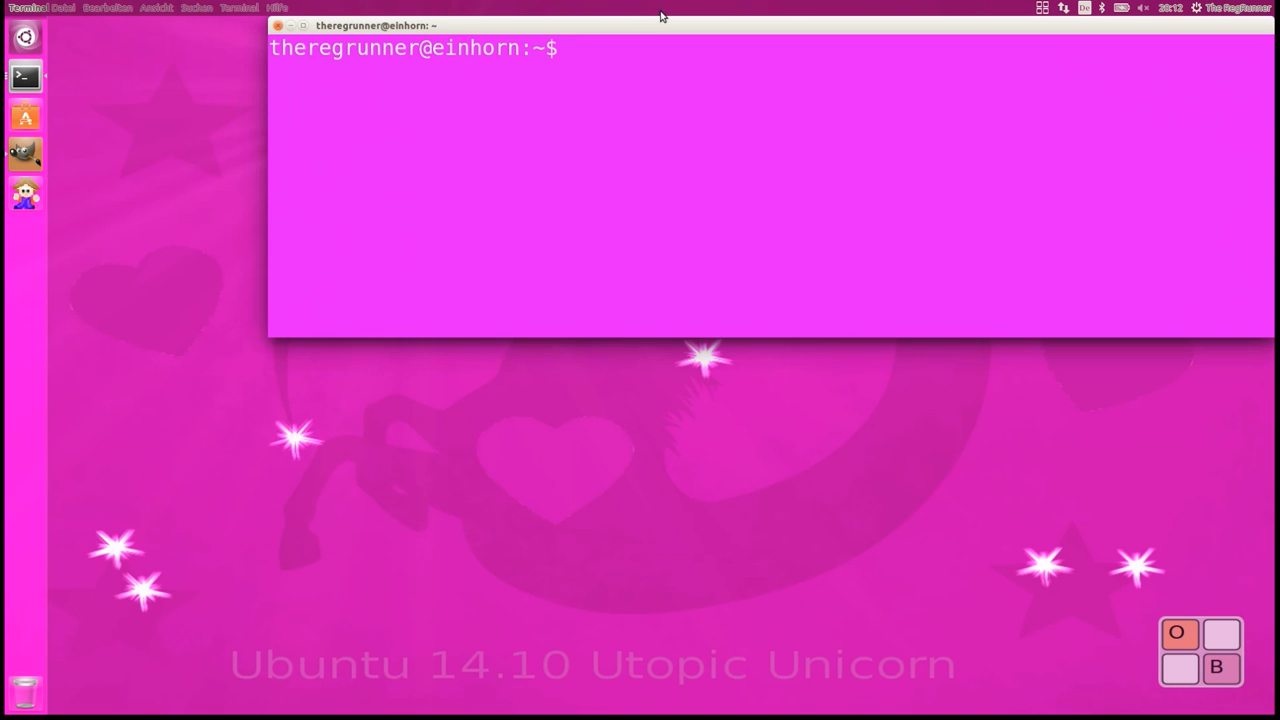 Terminal Datei Bearbeiten Ansicht Suchen Terminal Hilfe
De 20:12 The RegRunner
theregrunner@einhorn: ~
theregrunner@einhorn:~$
Ubuntu 14.10 Utopic Unicorn
O
B